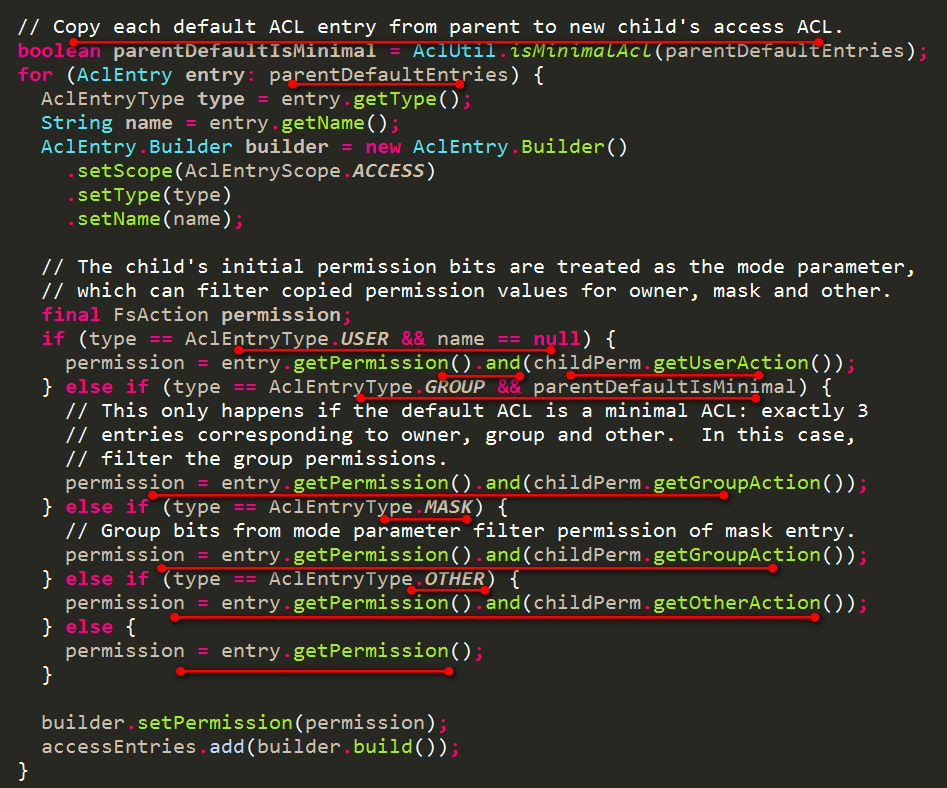 // Copy each default ACL entry from parent to new child's access ACL.
boolean parentDefaultIsMinimal = AclUtil.isMinimalAcl(parentDefaultEntries);
for (AclEntry entry: parentDefaultEntries) {
  AclEntryType type = entry.getType();
  String name = entry.getName();
  AclEntry.Builder builder = new AclEntry.Builder()
    .setScope(AclEntryScope.ACCESS)
    .setType(type)
    .setName(name);

  // The child's initial permission bits are treated as the mode parameter,
  // which can filter copied permission values for owner, mask and other.
  final FsAction permission;
  if (type == AclEntryType.USER && name == null) {
    permission = entry.getPermission().and(childPerm.getUserAction());
  } else if (type == AclEntryType.GROUP && parentDefaultIsMinimal) {
    // This only happens if the default ACL is a minimal ACL: exactly 3
    // entries corresponding to owner, group and other.  In this case,
    // filter the group permissions.
    permission = entry.getPermission().and(childPerm.getGroupAction());
  } else if (type == AclEntryType.MASK) {
    // Group bits from mode parameter filter permission of mask entry.
    permission = entry.getPermission().and(childPerm.getGroupAction());
  } else if (type == AclEntryType.OTHER) {
    permission = entry.getPermission().and(childPerm.getOtherAction());
  } else {
    permission = entry.getPermission();
  }

  builder.setPermission(permission);
  accessEntries.add(builder.build());
}